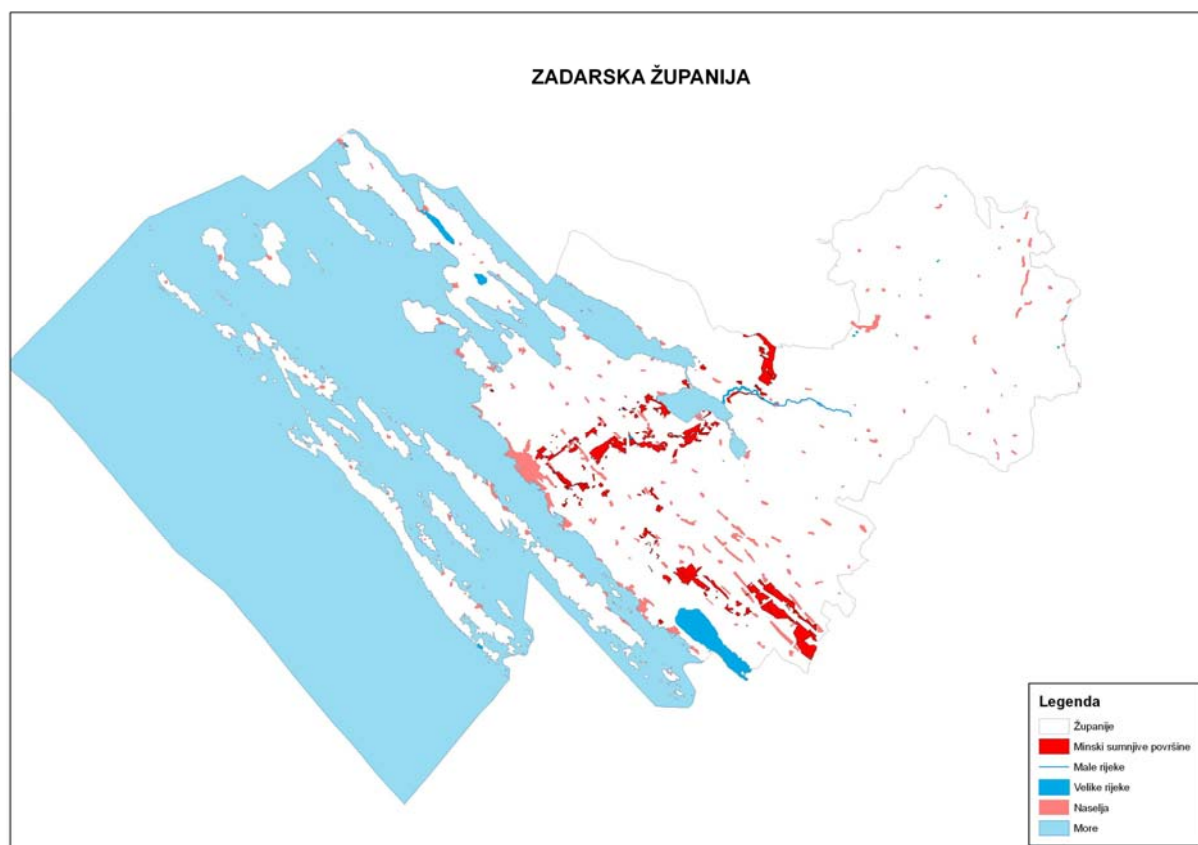 ZADARSKA ŽUPANIJA
Legenda
Županije
Minski sumnjive površine
Male rijeke
Velike rijeke
Naselja
More